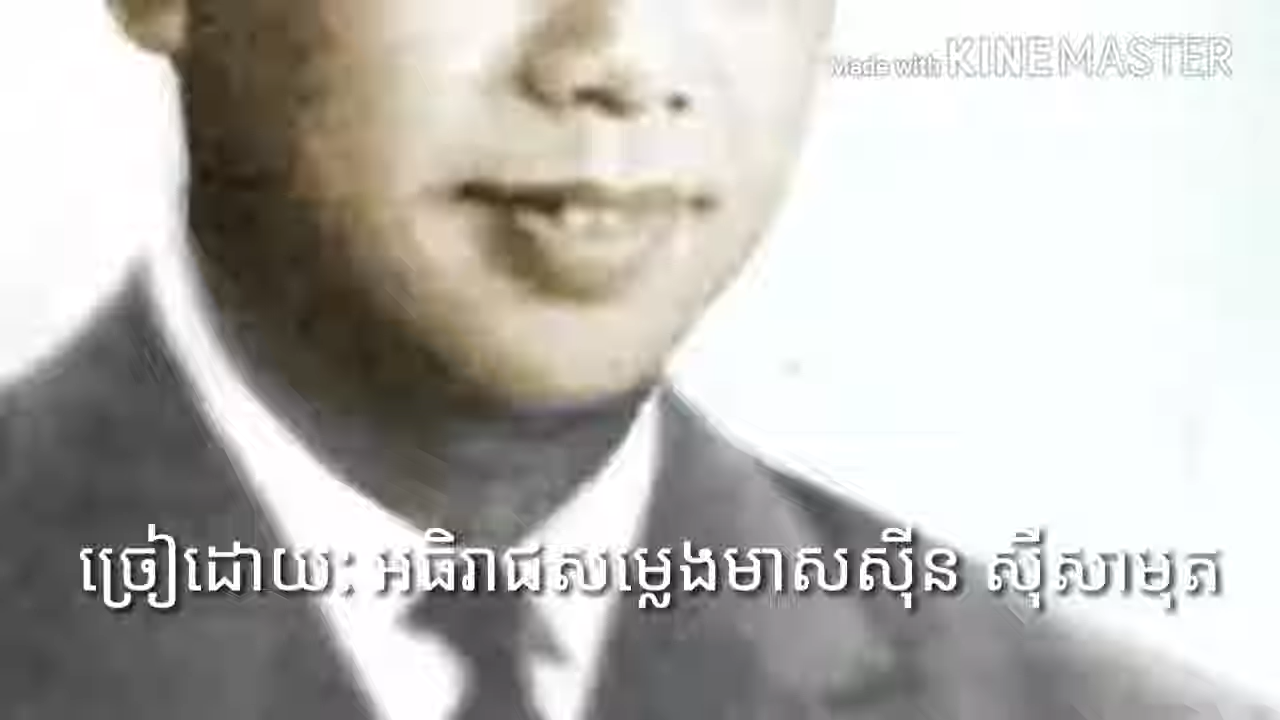 Made with KINEMASTER
ច្រៀដោយ: អធិរាជសម្លេងមាសស៊ីន ស៊ីសាមុត